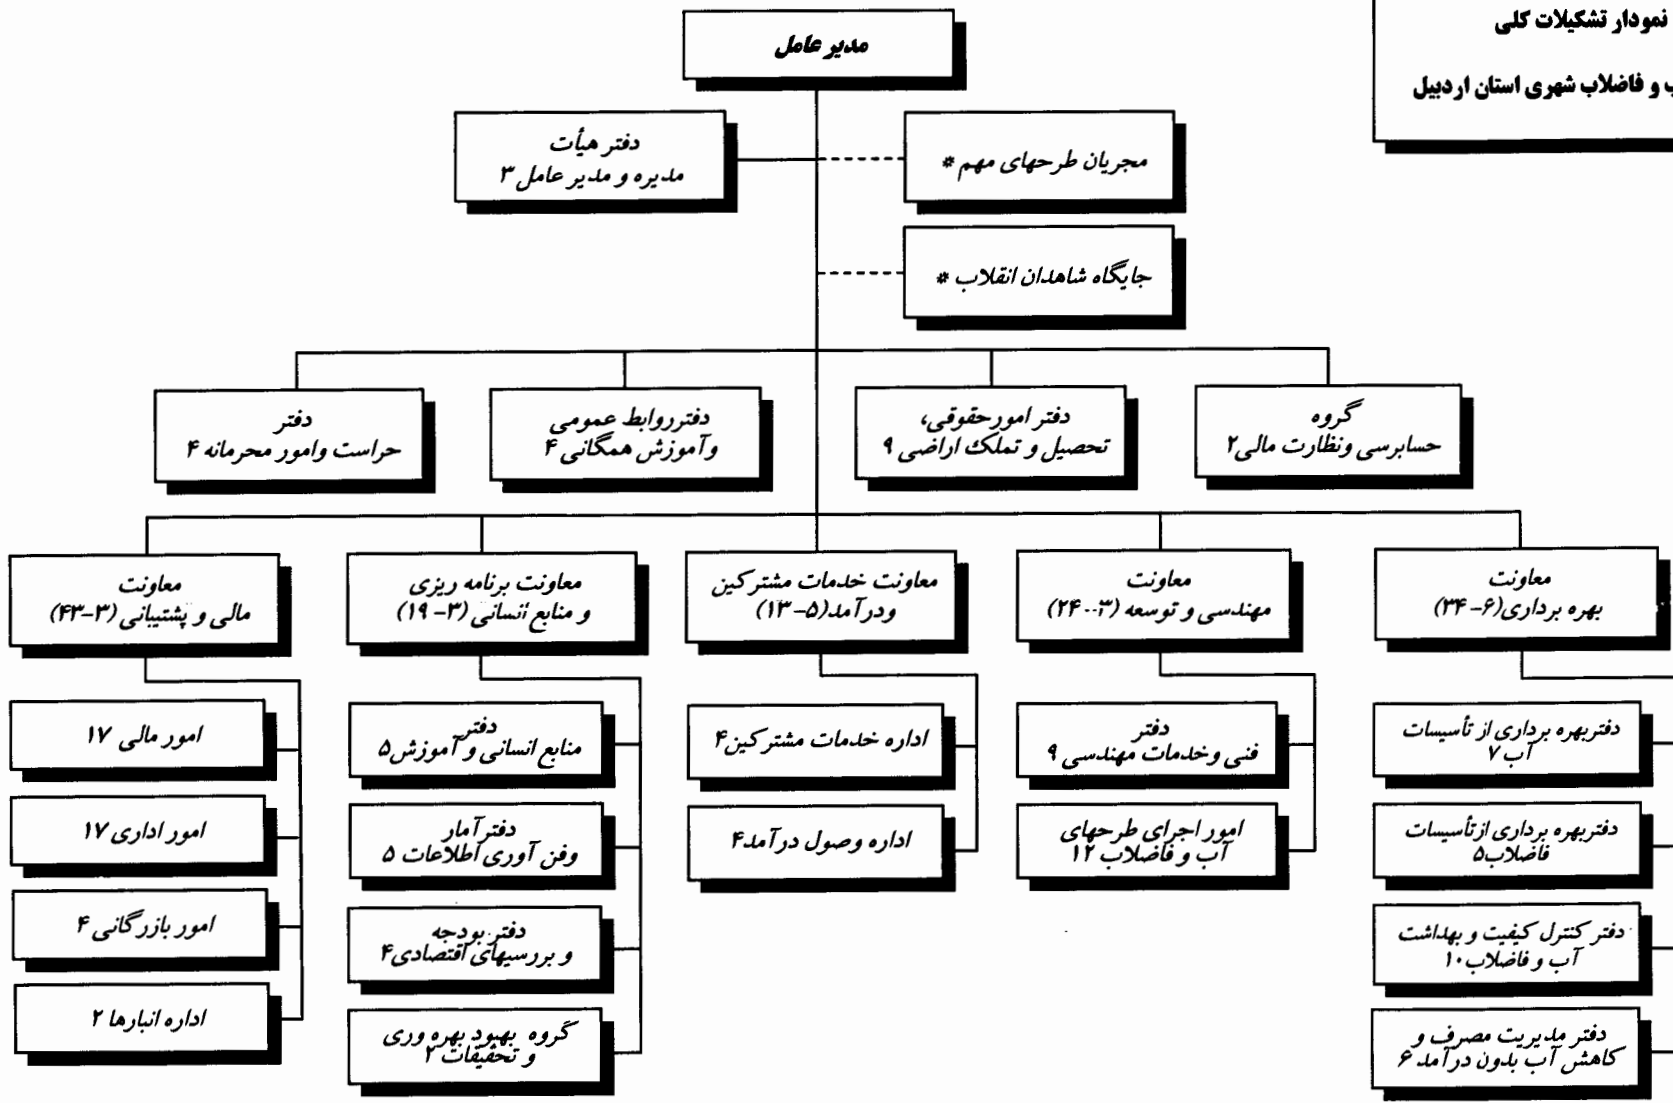 نمودار تشکیلات کلی
و فاضلاب شهری استان اردبیل
مدیر عامل
دفتر هیأت
مدیره و مدیر عامل ۳
مجریان طرحهای مهم *
جایگاه شاهدان انقلاب *
گروه
حسابرسی ونظارت مالی۲
دفتر امورحقوقی،
تحصیل و تملک اراضی ۹
دفترروابط عمومی
وآموزش همگانی ۴
دفتر
حراست وامور محرمانه ۴
معاونت
بهره برداری(۶-۳۴)
معاونت
مهندسی و توسعه (۳-۲۴)
معاونت خدمات مشترکین
ودرآمد(۵-۱۳)
معاونت برنامه ریزی
و منابع انسانی (۳-۱۹)
معاونت
مالی و پشتیبانی (۳-۴۳)
دفتربهره برداری از تأسیسات
آب ۷
دفتربهره برداری ازتأسیسات
فاضلاب۵
دفتر کنترل کیفیت و بهداشت
آب و فاضلاب۱۰
دفتر مدیریت مصرف و
کاهش آب بدون درآمد ۶
دفتر
فنی وخدمات مهندسی ۹
امور اجرای طرحهای
آب و فاضلاب ۱۲
اداره خدمات مشترکین۴
اداره وصول درآمد۴
دفتر
منابع انسانی و آموزش۵
دفترآمار
وفن آوری اطلاعات ۵
دفتر بودجه
و بررسیهای اقتصادی۴
گروه بهبود بهره وری
و تحقیقات ۲
امور مالی ۱۷
امور اداری ۱۷
امور بازرگانی ۴
اداره انبارها ۲